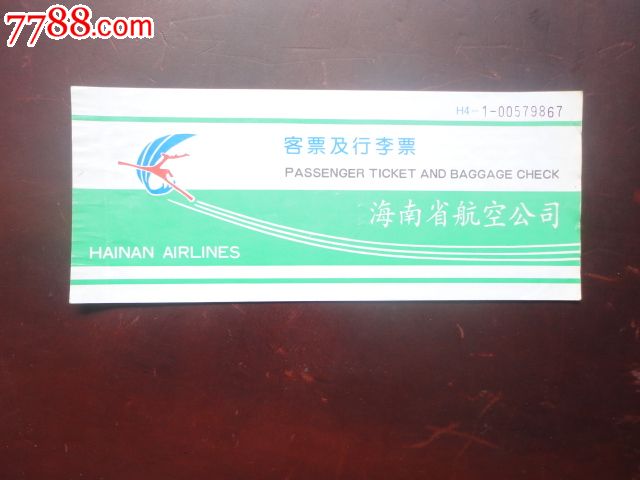 7788.com
H4-1-00579867
客票及行李票
PASSENGER TICKET AND BAGGAGE CHECK
海南省航空公司
HAINAN AIRLINES